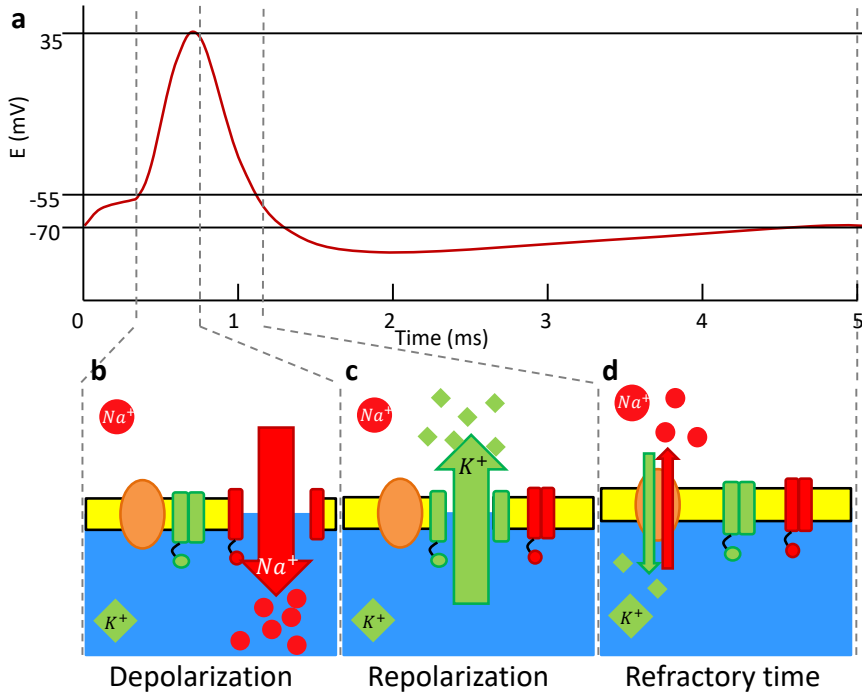 a
E (mV)
35
-55
-70
0 1 2 3 4 5
Time (ms)
b c d
Na⁺ Na⁺ Na⁺
K⁺
Na⁺
K⁺ K⁺ K⁺
Depolarization Repolarization Refractory time